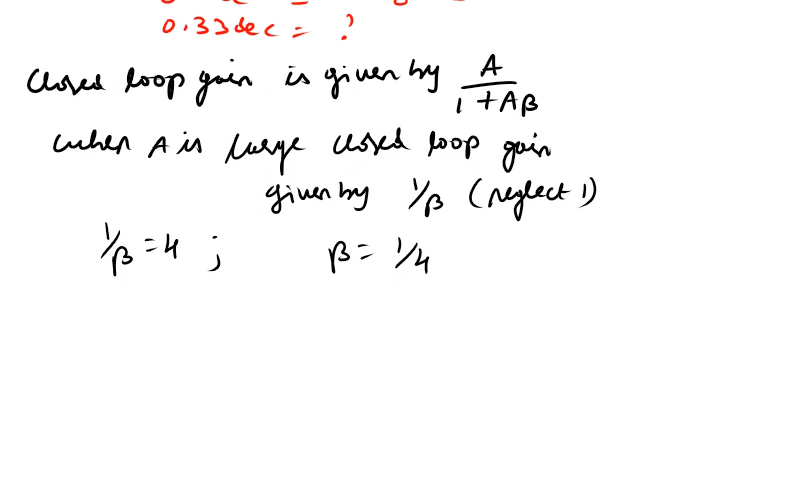 0.33dec = ?
Closed loop gain is given by A/(1+Aβ)
when A is large closed loop gain
given by 1/β (neglect 1)
1/β = 4 ; β = 1/4